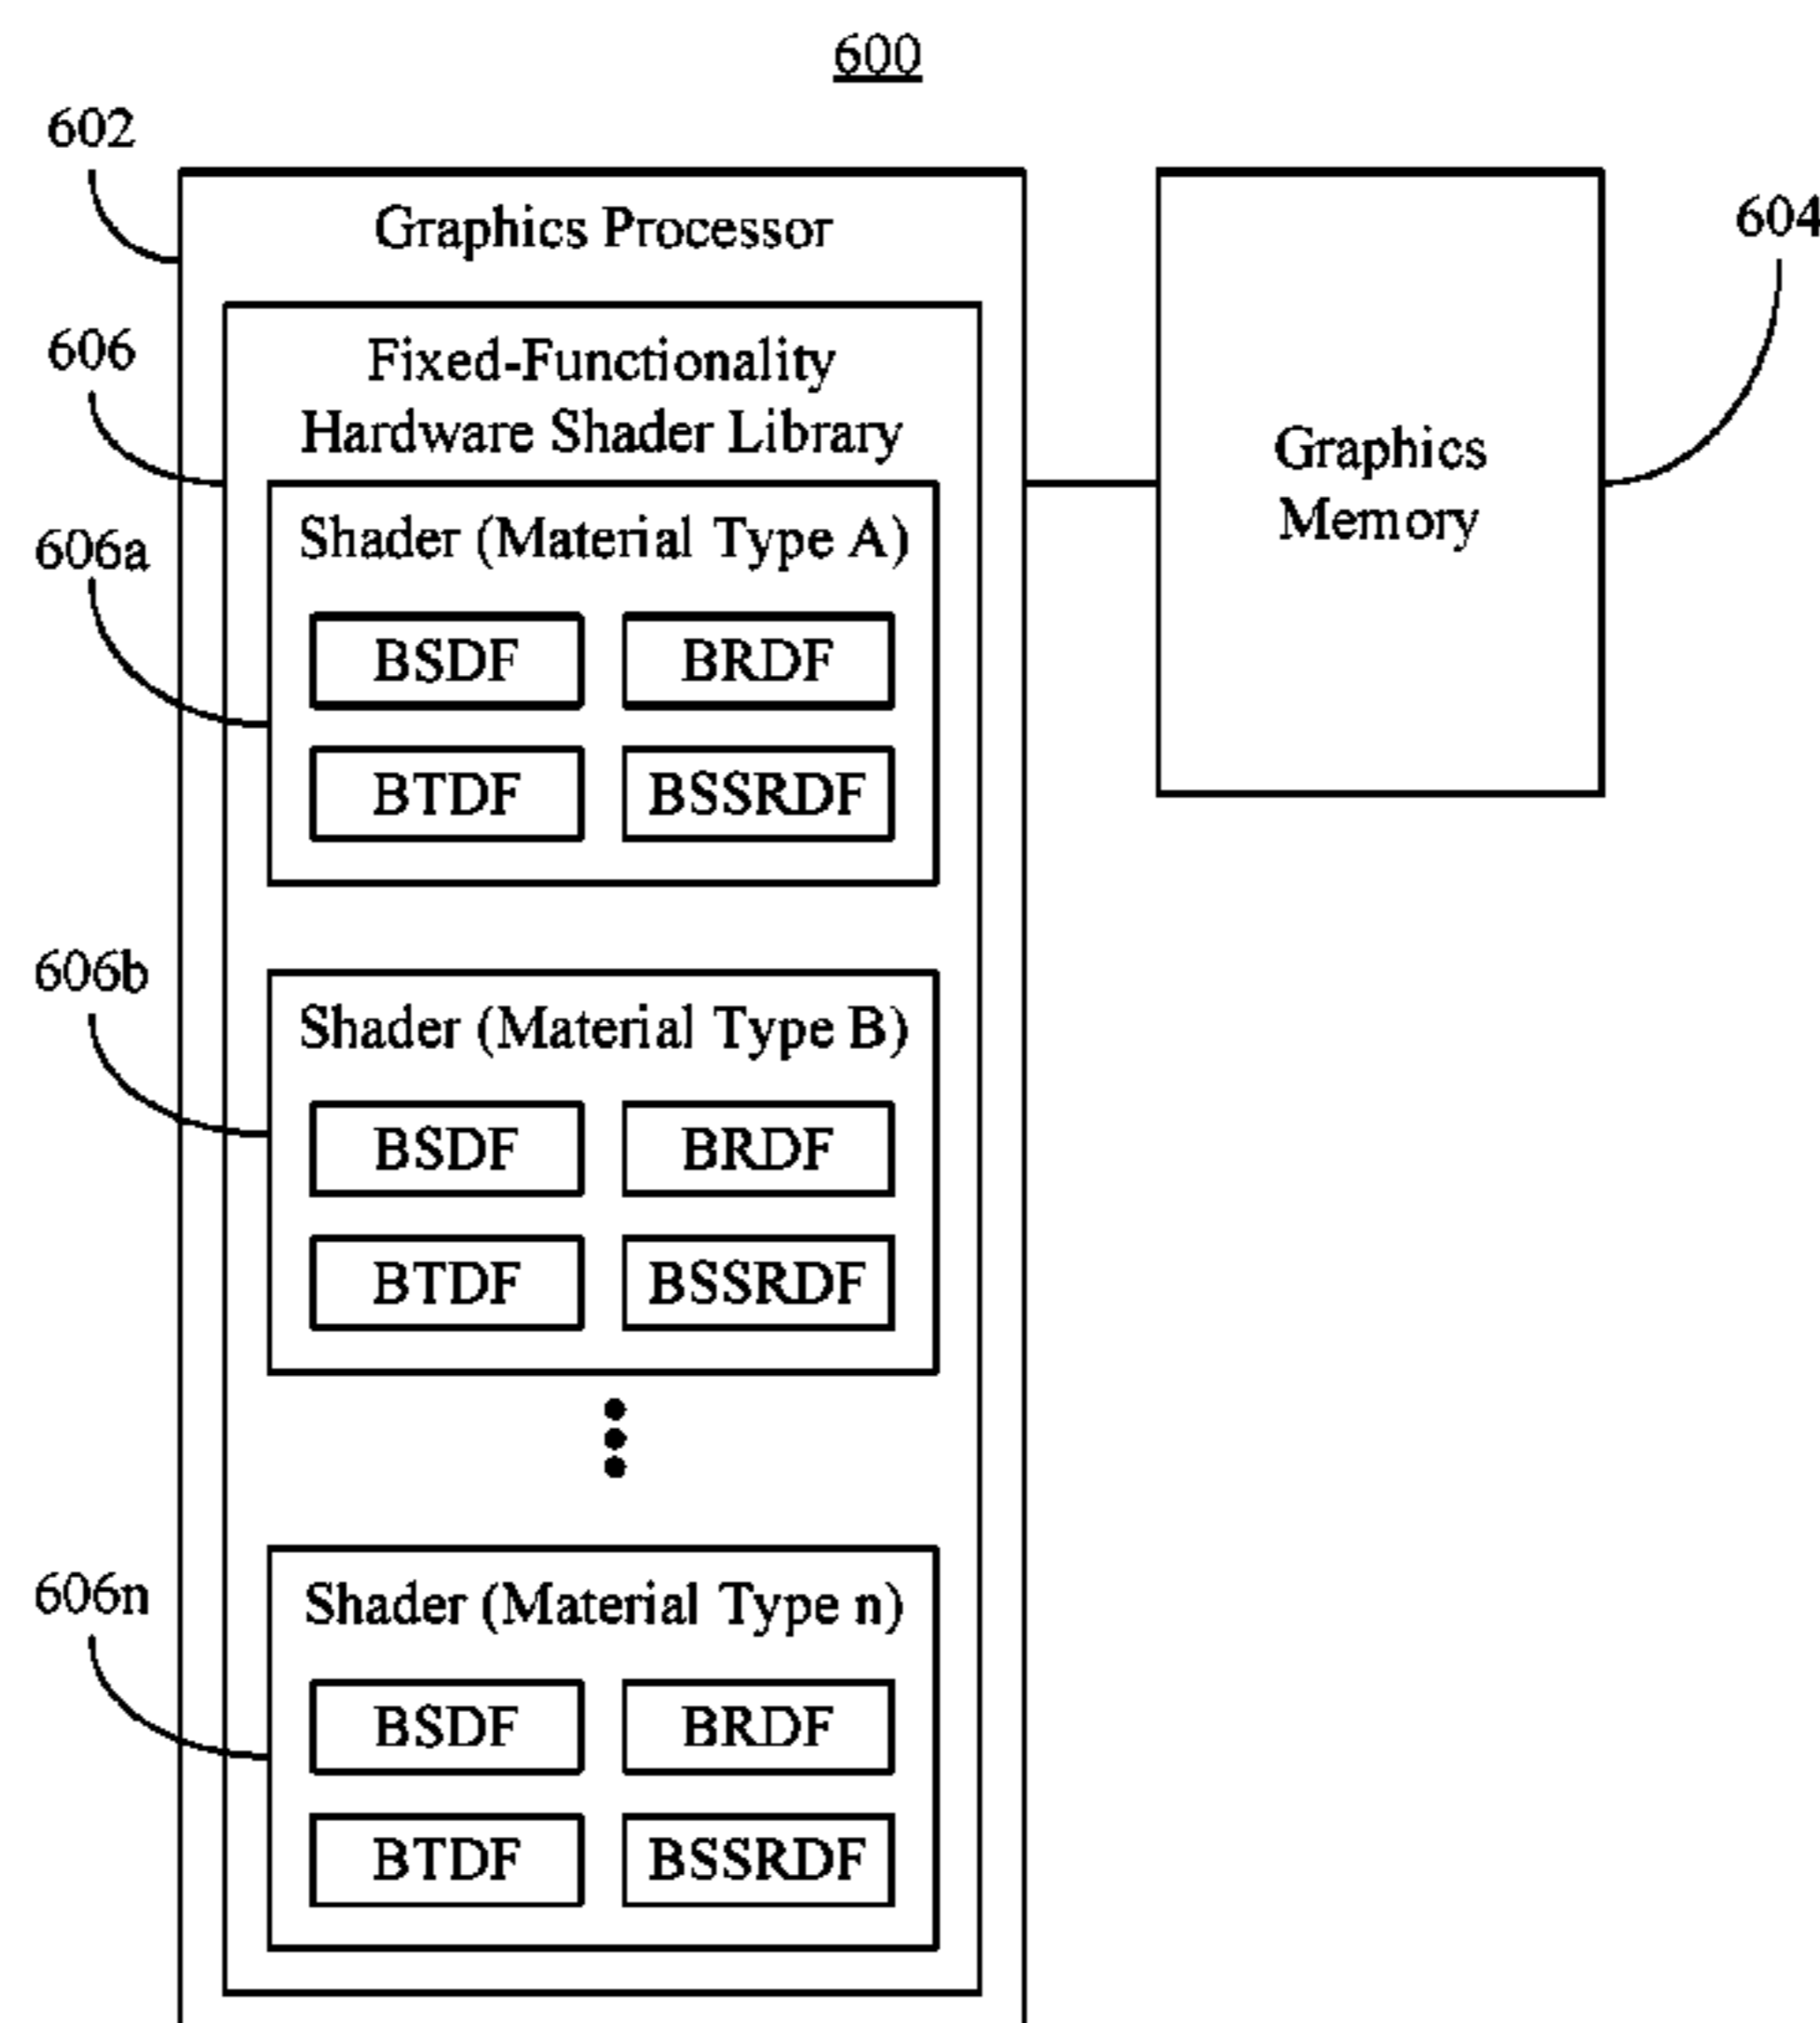 600
602
Graphics Processor
604
606
Fixed-Functionality
Hardware Shader Library
Graphics
Memory
606a
Shader (Material Type A)
BSDF BRDF
BTDF BSSRDF
606b
Shader (Material Type B)
BSDF BRDF
BTDF BSSRDF
606n
Shader (Material Type n)
BSDF BRDF
BTDF BSSRDF